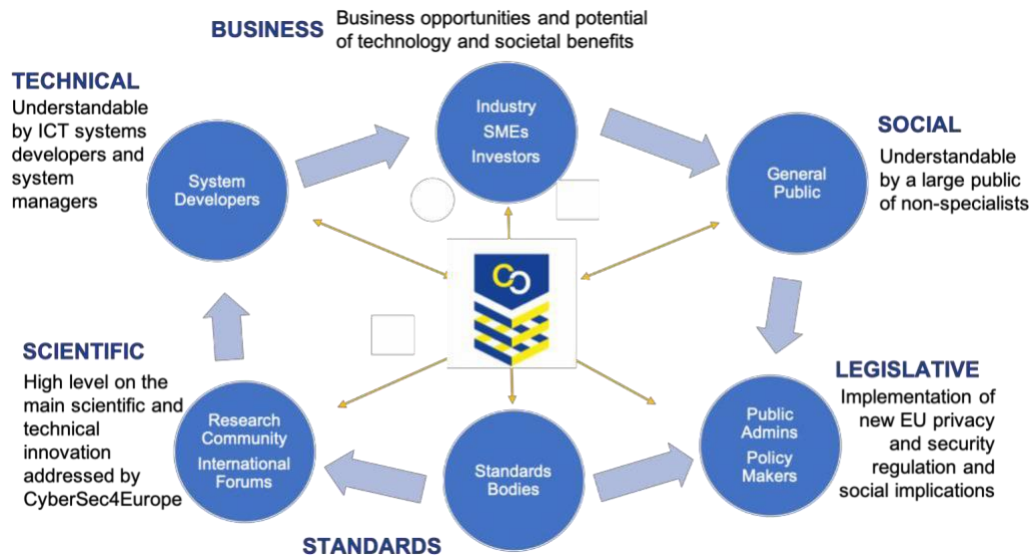 BUSINESS
Business opportunities and potential
of technology and societal benefits
TECHNICAL
Understandable
by ICT systems
developers and
system
managers
System
Developers
Industry
SMEs
Investors
General
Public
SOCIAL
Understandable
by a large public
of non-specialists
SCIENTIFIC
High level on the
main scientific and
technical
innovation
addressed by
CyberSec4Europe
Research
Community
International
Forums
Standards
Bodies
STANDARDS
Public
Admins
Policy
Makers
LEGISLATIVE
Implementation of
new EU privacy
and security
regulation and
social implications